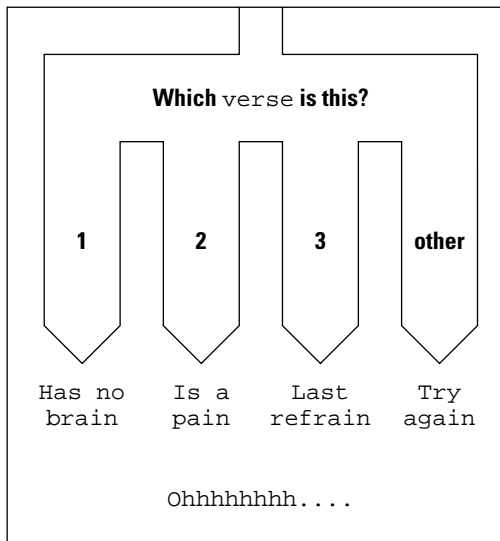 Which verse is this?
1 2 3 other
Has no Is a Last Try
brain pain refrain again
Ohhhhhhhh....